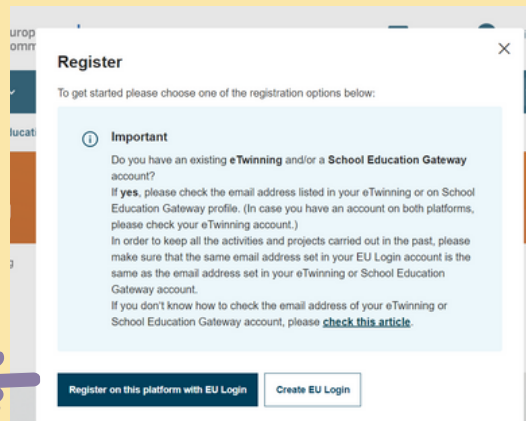 Register
To get started please choose one of the registration options below:
Important
Do you have an existing eTwinning and/or a School Education Gateway
account?
If yes, please check the email address listed in your eTwinning or on School
Education Gateway profile. (In case you have an account on both platforms,
please check your eTwinning account.)
In order to keep all the activities and projects carried out in the past, please
make sure that the same email address set in your EU Login account is the
same as the email address set in your eTwinning or School Education
Gateway account.
If you don't know how to check the email address of your eTwinning or
School Education Gateway account, please check this article.
Register on this platform with EU Login
Create EU Login